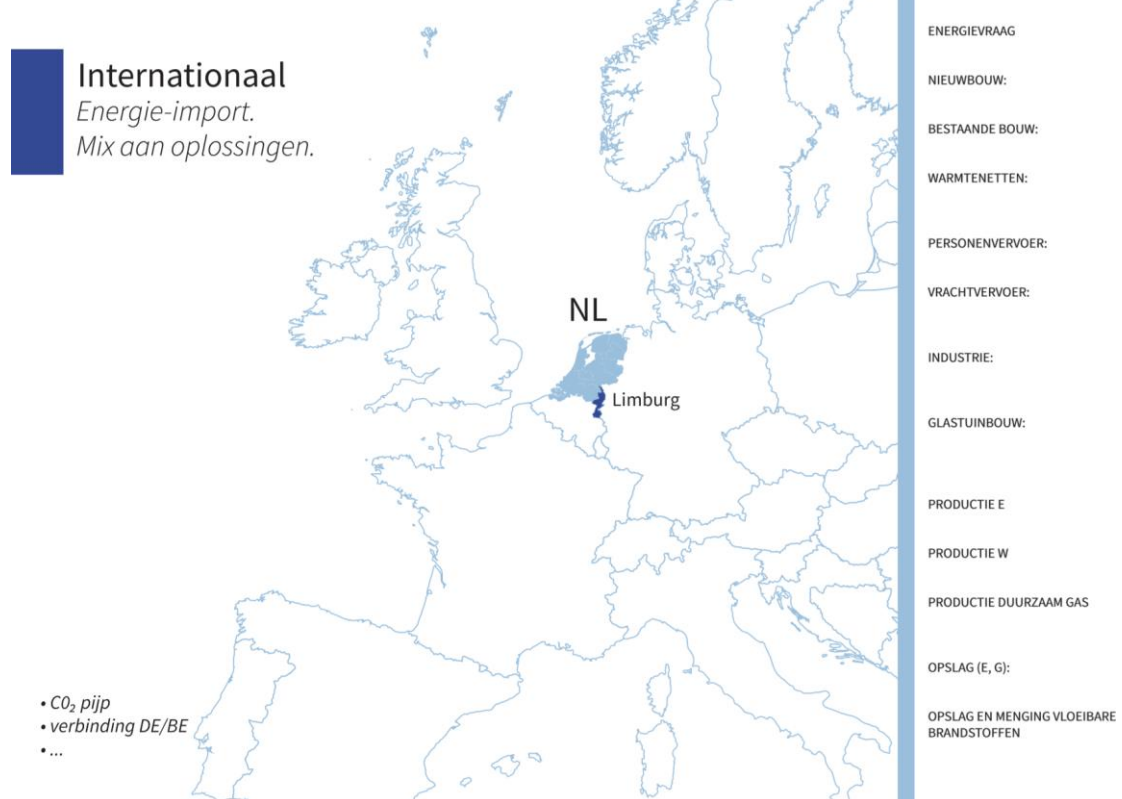 Internationaal
Energie-import.
Mix aan oplossingen.
NL
Limburg
• C0₂ pijp
• verbinding DE/BE
• ...
ENERGIEVRAAG
NIEUWBOUW:
BESTAANDE BOUW:
WARMTENETTEN:
PERSONENVERVOER:
VRACHTVERVOER:
INDUSTRIE:
GLASTUINBOUW:
PRODUCTIE E
PRODUCTIE W
PRODUCTIE DUURZAAM GAS
OPSLAG (E, G):
OPSLAG EN MENGING VLOEIBARE
BRANDSTOFFEN